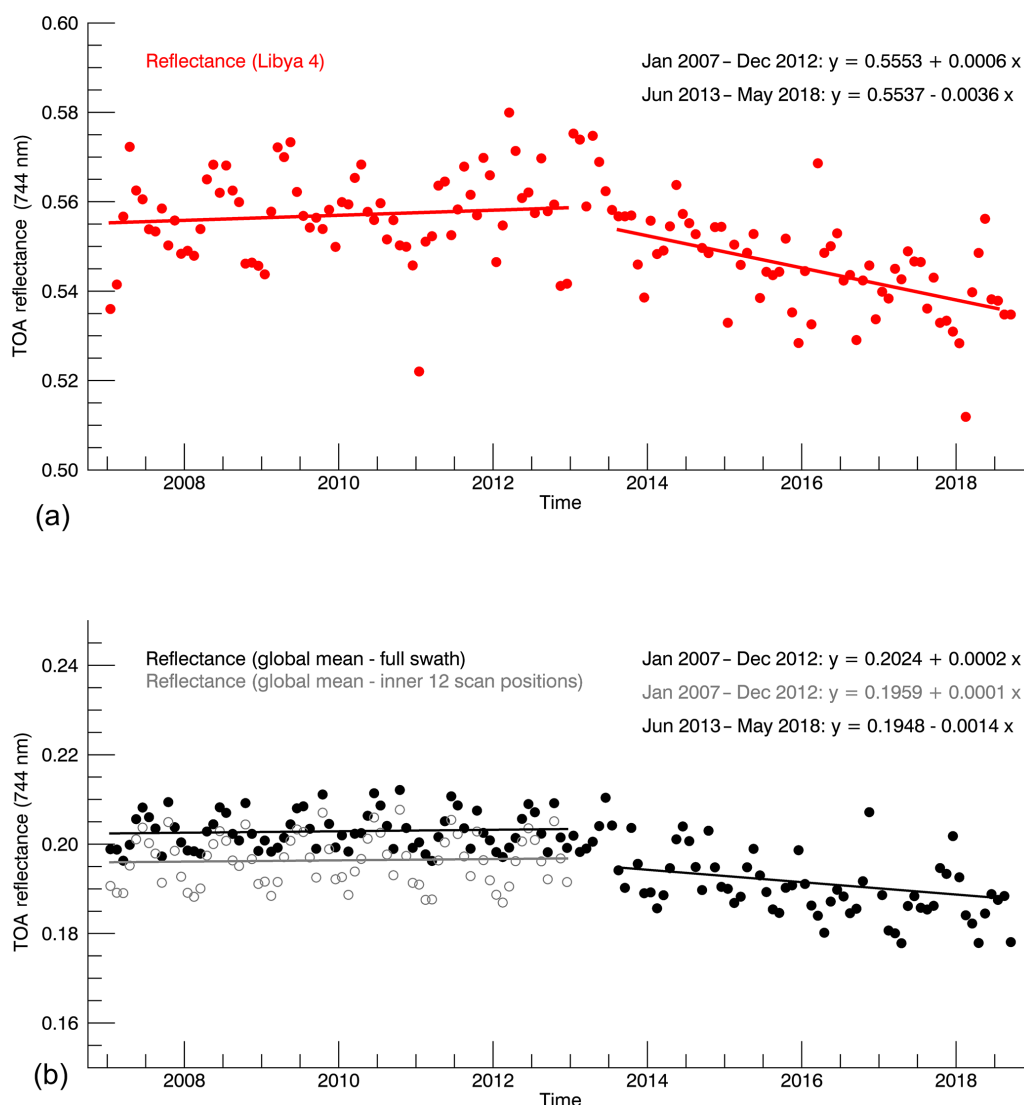 0.60
Reflectance (Libya 4)
Jan 2007 – Dec 2012: y = 0.5553 + 0.0006 x
Jun 2013 – May 2018: y = 0.5537 - 0.0036 x
0.58
0.56
0.54
0.52
0.50
TOA reflectance (744 nm)
2008 2010 2012 2014 2016 2018
Time
(a)
Reflectance (global mean - full swath)
Reflectance (global mean - inner 12 scan positions)
Jan 2007 – Dec 2012: y = 0.2024 + 0.0002 x
Jan 2007 – Dec 2012: y = 0.1959 + 0.0001 x
Jun 2013 – May 2018: y = 0.1948 - 0.0014 x
0.24
0.22
0.20
0.18
0.16
TOA reflectance (744 nm)
2008 2010 2012 2014 2016 2018
Time
(b)